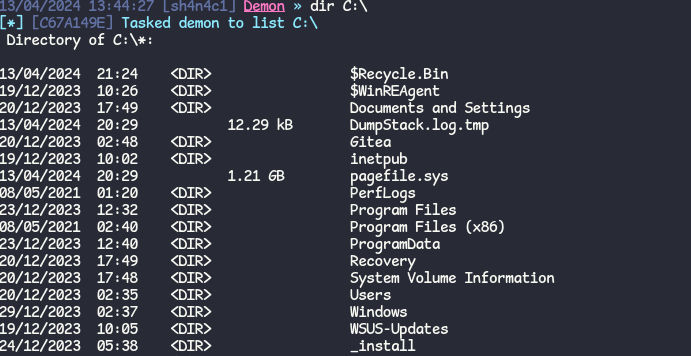 13/04/2024 13:44:27 [sh4n4c1] Demon » dir C:\
[*] [C67A149E] Tasked demon to list C:\
Directory of C:\*:
13/04/2024 21:24 <DIR> $Recycle.Bin
19/12/2023 10:26 <DIR> $WinREAgent
20/12/2023 17:49 <DIR> Documents and Settings
13/04/2024 20:29 12.29 kB DumpStack.log.tmp
20/12/2023 02:48 <DIR> Gitea
19/12/2023 10:02 <DIR> inetpub
13/04/2024 20:29 1.21 GB pagefile.sys
08/05/2021 01:20 <DIR> PerfLogs
23/12/2023 12:32 <DIR> Program Files
08/05/2021 02:40 <DIR> Program Files (x86)
23/12/2023 12:40 <DIR> ProgramData
20/12/2023 17:49 <DIR> Recovery
20/12/2023 17:48 <DIR> System Volume Information
20/12/2023 02:35 <DIR> Users
29/12/2023 02:37 <DIR> Windows
19/12/2023 10:05 <DIR> WSUS-Updates
24/12/2023 05:38 <DIR> _install